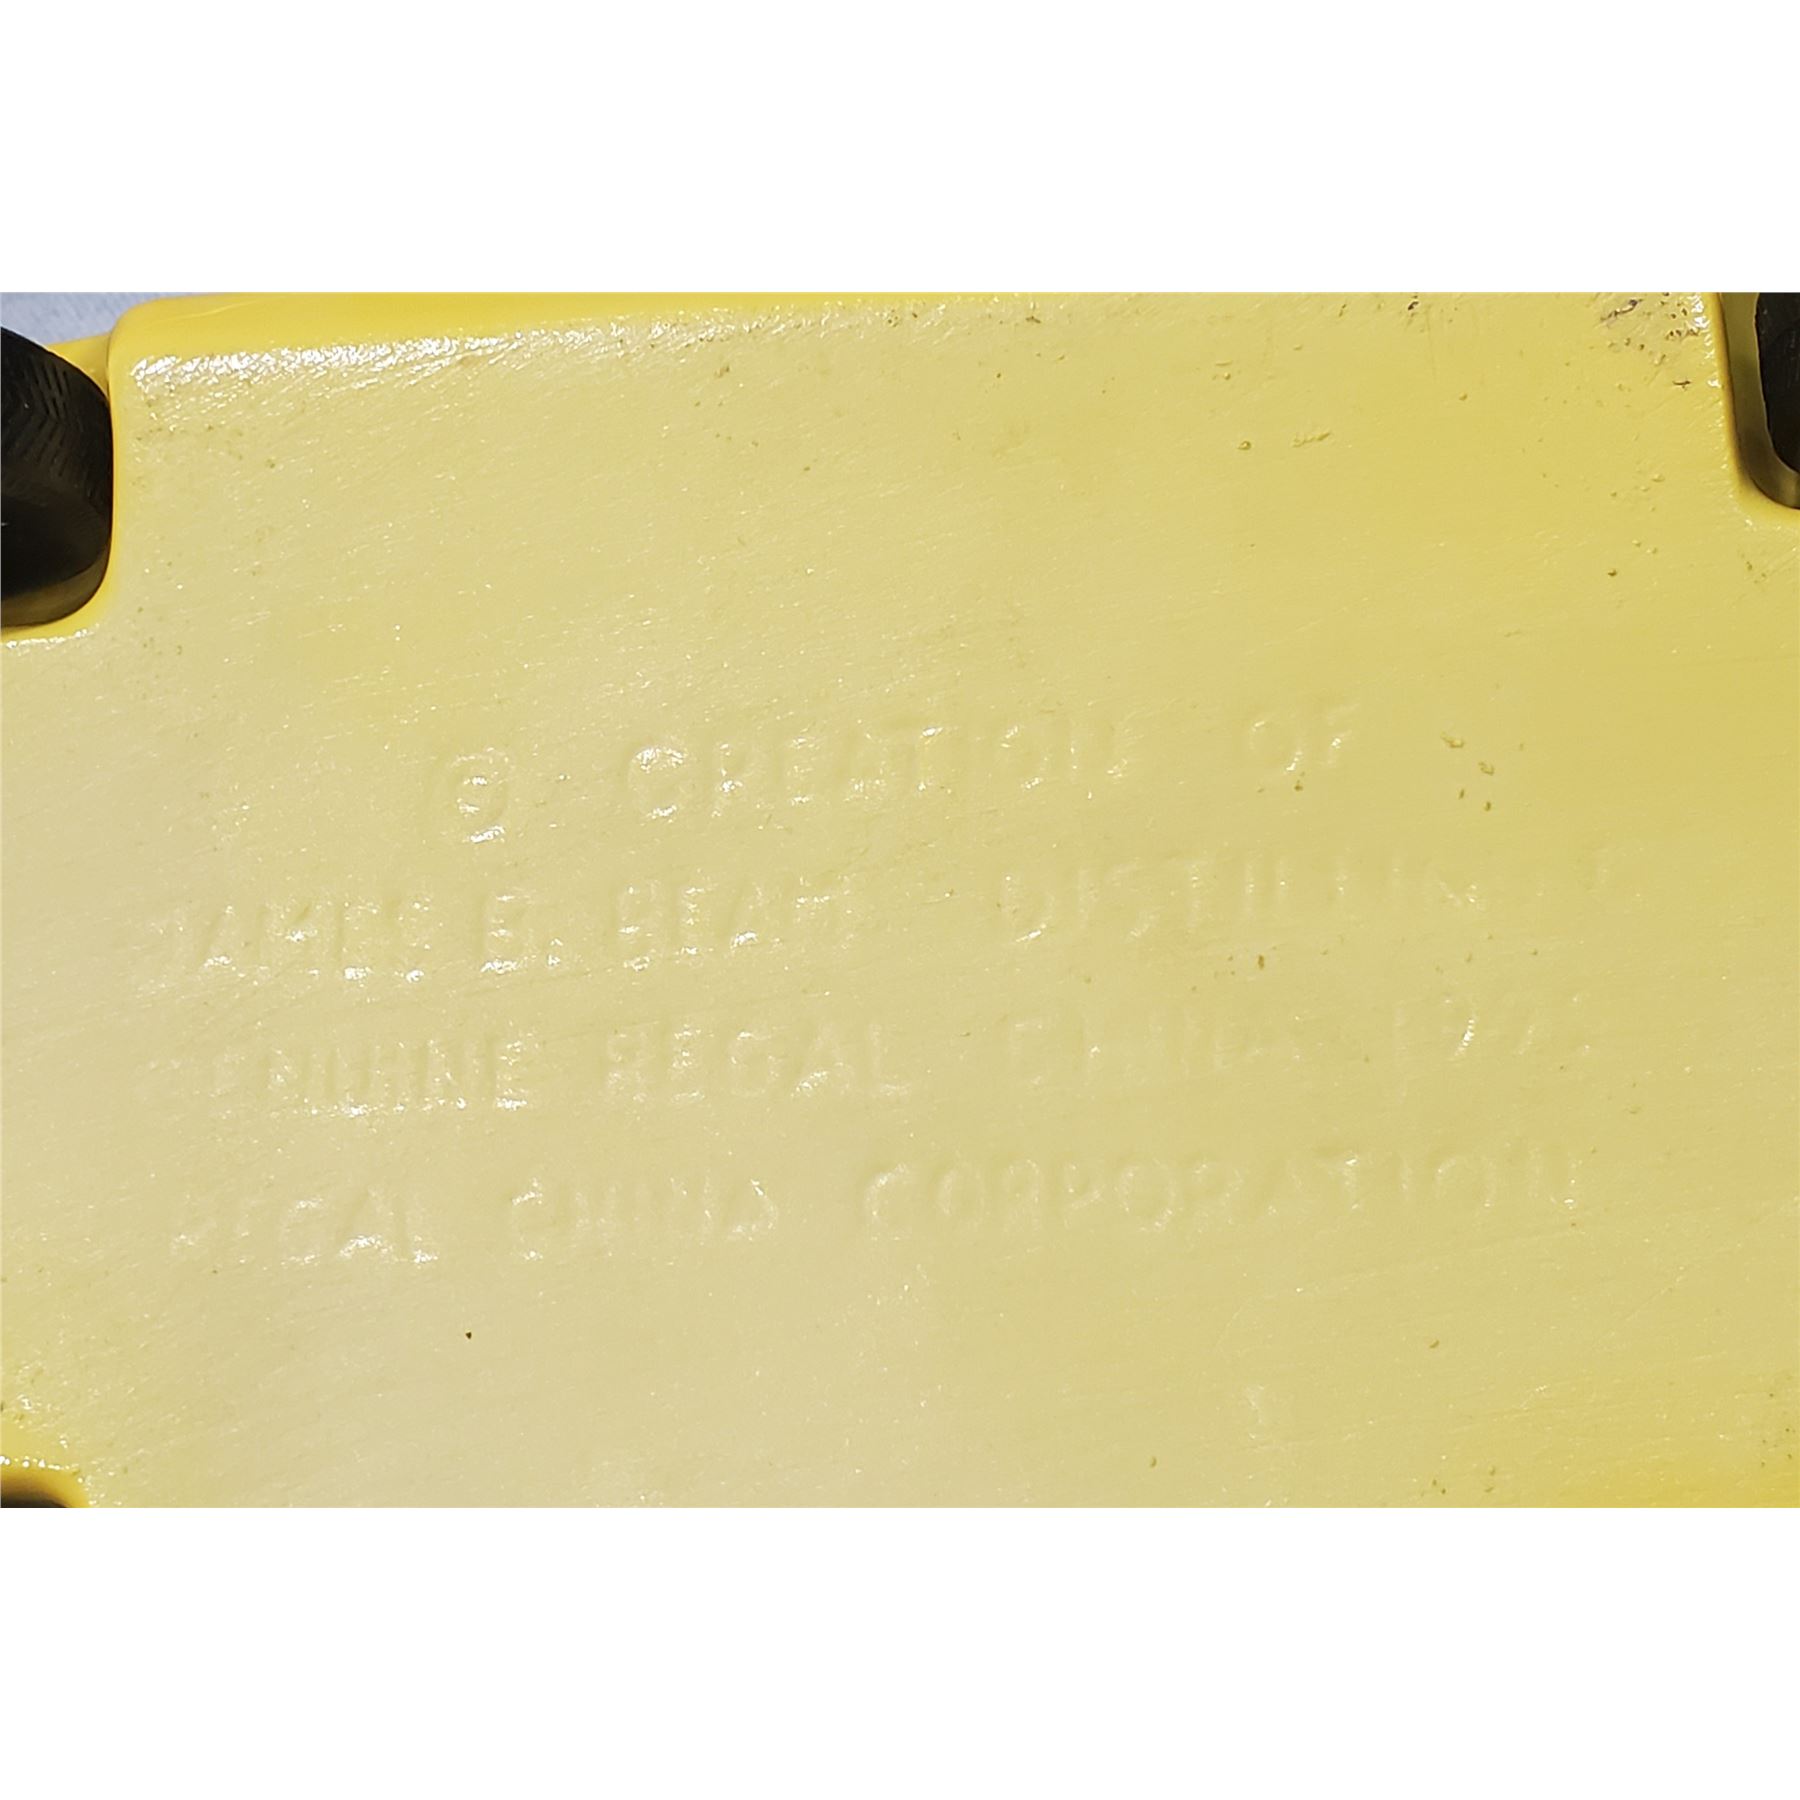 © CREATION OF
JAMES B. BEAM DISTILLING
GENUINE REGAL CHINA
REGAL CHINA CORPORATION